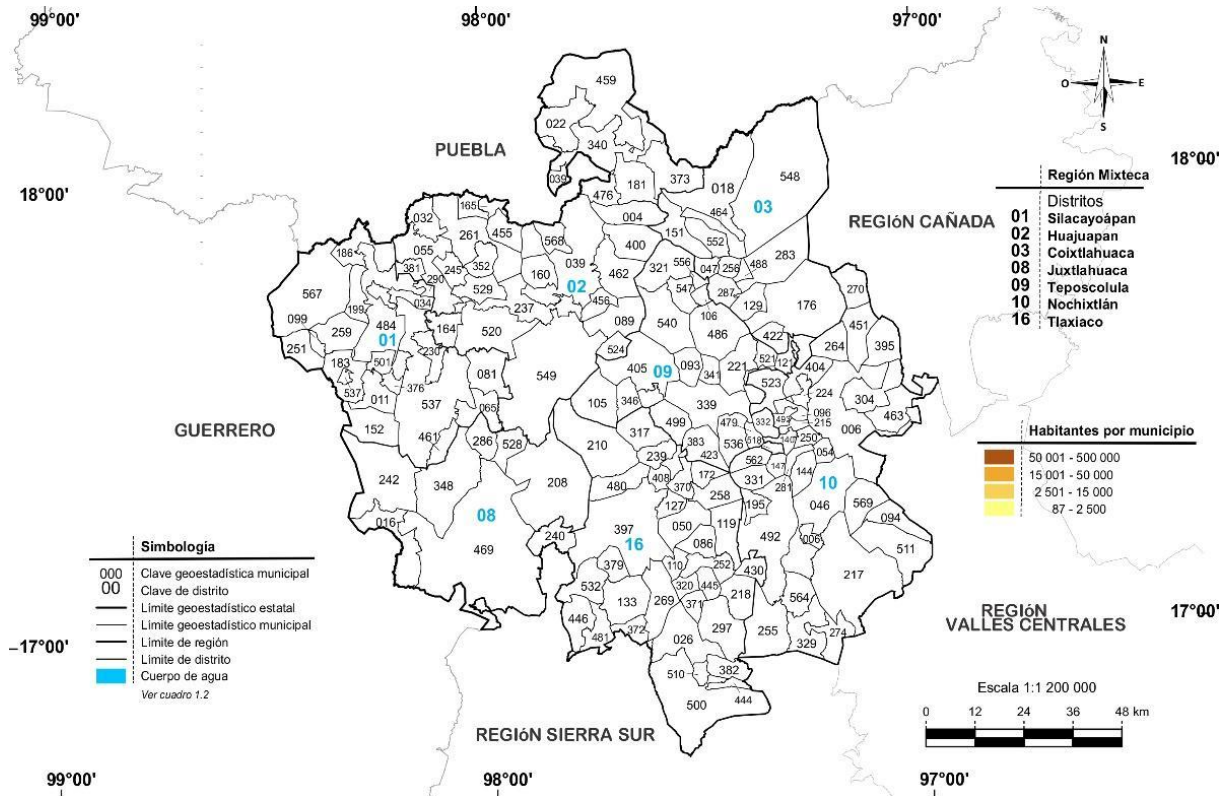 99°00'
98°00'
97°00'
N
O
E
S
18°00'
18°00'
PUEBLA
REGIóN CAÑADA
GUERRERO
Región Mixteca
Distritos
01 Silacayoápan
02 Huajuapan
03 Coixtlahuaca
08 Juxtlahuaca
09 Teposcolula
10 Nochixtlán
16 Tlaxiaco
459
022
340
039
476 181 373 018 548
464 03
004
032 165
261 455 568 400 151 552
186 055 039
381 245 352 160 462 321 556 047 256 488 283
290 529 02 547 287
567 199 034 456 129 176 270
099 237 106
259 484 164 520 089 540 486 451
251 01 422 264 395
183 501 230 524 521 121
549 405 09 093 341 221 404
537 376 081 523 224 304
011 537 065 105 346 339 096 463
152 499 479 332 492 215 006
461 286 528 210 317 383 536 518 140 250
239 423 562 054
242 348 208 480 408 172 331 147 144 10
370 258 281
127 195 046 569
016 08 050 119 094
240 397 492 006
469 16 086 511
379 110 252 430 217
532 320 445
133 269 371 218 564
446 481 372 297 255 274
026 329
510 382
500 444
Habitantes por municipio
50 001 - 500 000
15 001 - 50 000
2 501 - 15 000
87 - 2 500
Simbología
000 Clave geoestadística municipal
00 Clave de distrito
Límite geoestadístico estatal
Límite geoestadístico municipal
Límite de región
Límite de distrito
Cuerpo de agua
Ver cuadro 1.2
17°00'
17°00'
REGIóN
VALLES CENTRALES
REGIóN SIERRA SUR
Escala 1:1 200 000
0 12 24 36 48 km
99°00'
98°00'
97°00'